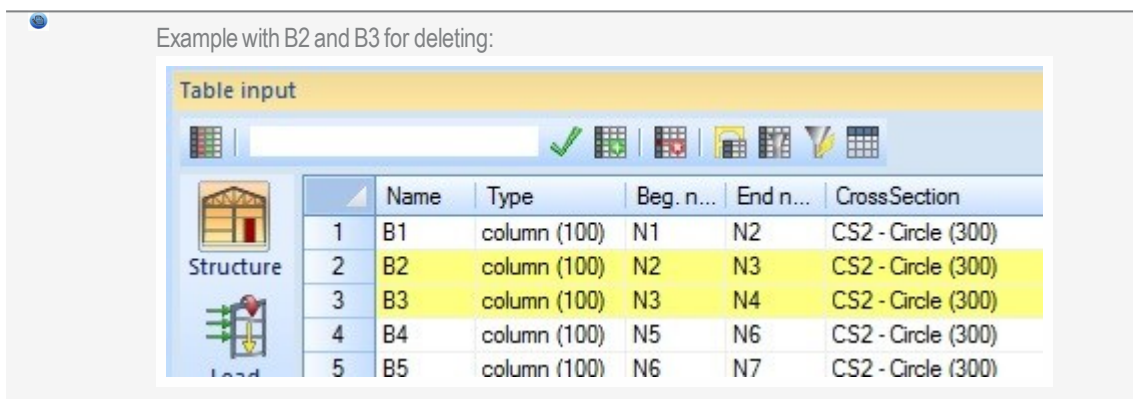 Example with B2 and B3 for deleting:
Table input
Name Type Beg. n... End n... CrossSection
1 B1 column (100) N1 N2 CS2 - Circle (300)
Structure 2 B2 column (100) N2 N3 CS2 - Circle (300)
3 B3 column (100) N3 N4 CS2 - Circle (300)
4 B4 column (100) N5 N6 CS2 - Circle (300)
Load 5 B5 column (100) N6 N7 CS2 - Circle (300)